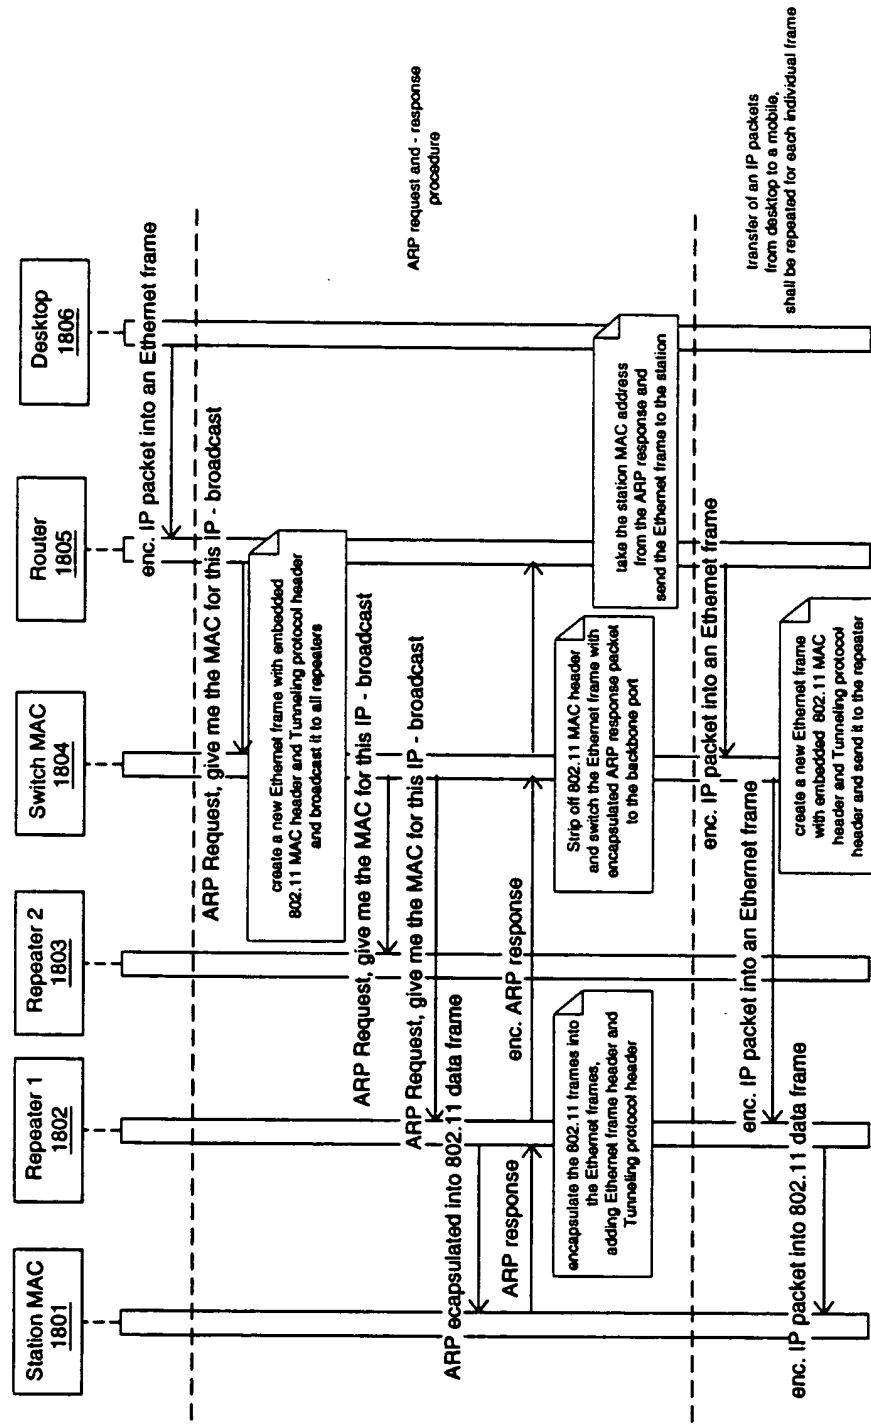 Station MAC
1801
Repeater 1
1802
Repeater 2
1803
Switch MAC
1804
Router
1805
Desktop
1806
enc. IP packet into an Ethernet frame
ARP Request, give me the MAC for this IP - broadcast
create a new Ethernet frame with embedded
802.11 MAC header and Tunneling protocol header
and broadcast it to all repeaters
ARP Request, give me the MAC for this IP - broadcast
ARP Request, give me the MAC for this IP - broadcast
ARP ecapsulated into 802.11 data frame
ARP request and - response
procedure
ARP response
enc. ARP response
encapsulate the 802.11 frames into
the Ethernet frames,
adding Ethernet frame header and
Tunneling protocol header
Strip off 802.11 MAC header
and switch the Ethernet frame with
encapsulated ARP response packet
to the backbone port
take the station MAC address
from the ARP response and
send the Ethernet frame to the station
enc. IP packet into an Ethernet frame
enc. IP packet into an Ethernet frame
enc. IP packet into 802.11 data frame
create a new Ethernet frame
with embedded 802.11 MAC
header and Tunneling protocol
header and send it to the repeater
transfer of an IP packets
from desktop to a mobile,
shall be repeated for each individual frame